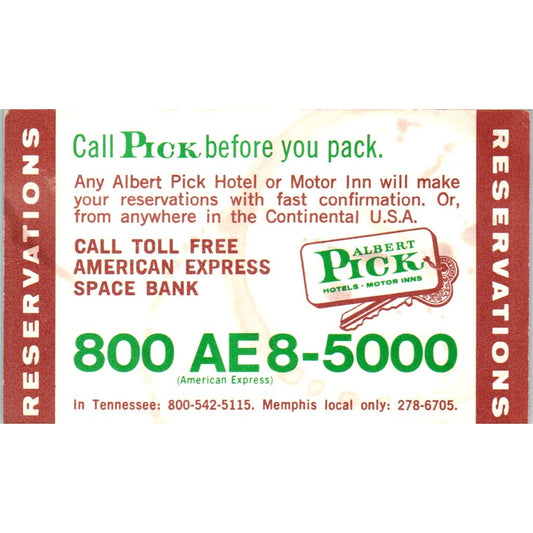 RESERVATIONS
Call PICK before you pack.
Any Albert Pick Hotel or Motor Inn will make
your reservations with fast confirmation. Or,
from anywhere in the Continental U.S.A.
CALL TOLL FREE
AMERICAN EXPRESS
SPACE BANK
ALBERT
PICK
HOTELS · MOTOR INNS
800 AE8-5000
(American Express)
In Tennessee: 800-542-5115. Memphis local only: 278-6705.
RESERVATIONS